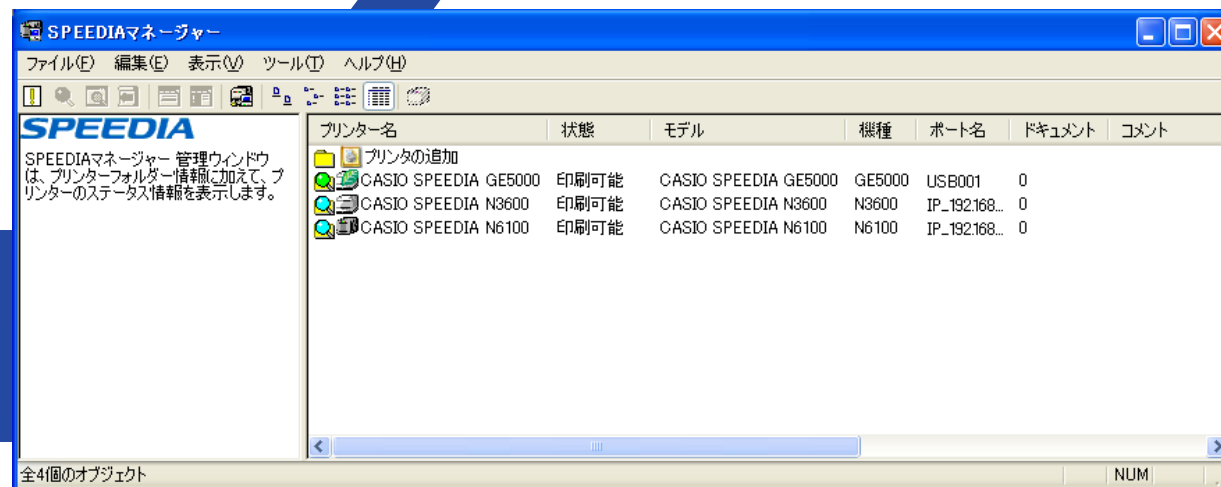 SPEEDIAマネージャー
ファイル(F) 編集(E) 表示(V) ツール(T) ヘルプ(H)
SPEEDIA
SPEEDIAマネージャー 管理ウィンドウ
は、プリンターフォルダー情報に加えて、プ
リンターのステータス情報を表示します。
プリンター名 状態 モデル 機種 ポート名 ドキュメント コメント
プリンタの追加
CASIO SPEEDIA GE5000 印刷可能 CASIO SPEEDIA GE5000 GE5000 USB001 0
CASIO SPEEDIA N3600 印刷可能 CASIO SPEEDIA N3600 N3600 IP_192.168... 0
CASIO SPEEDIA N6100 印刷可能 CASIO SPEEDIA N6100 N6100 IP_192.168... 0
全4個のオブジェクト NUM